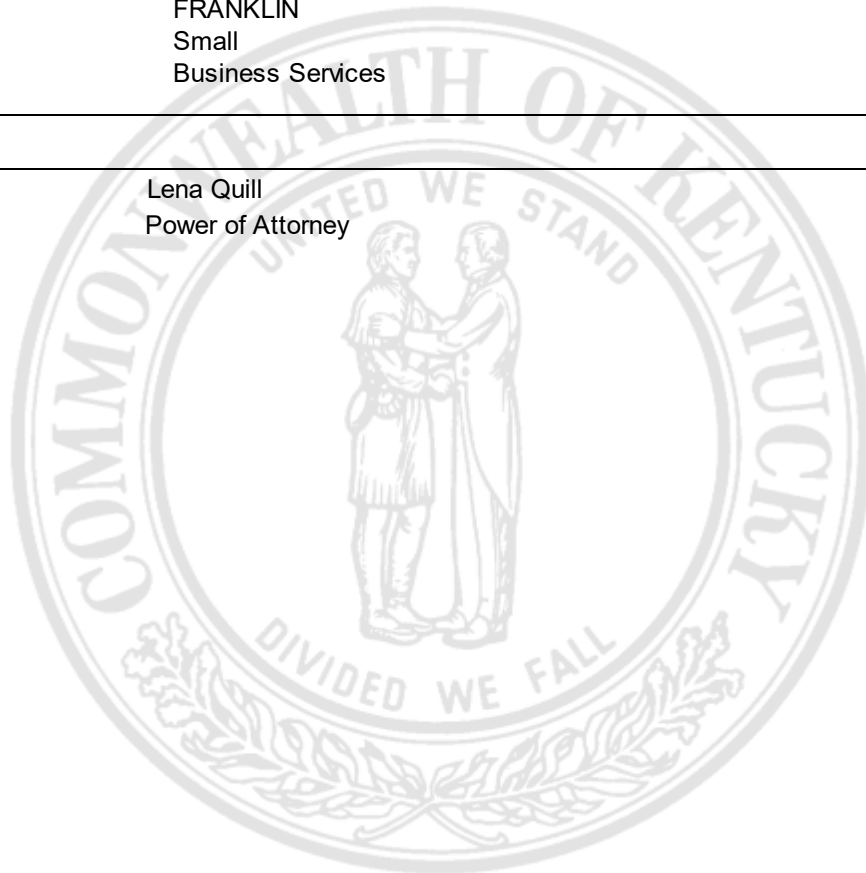 FRANKLIN
Small
Business Services
Lena Quill
Power of Attorney
COMMONWEALTH OF KENTUCKY
UNITED WE STAND
DIVIDED WE FALL